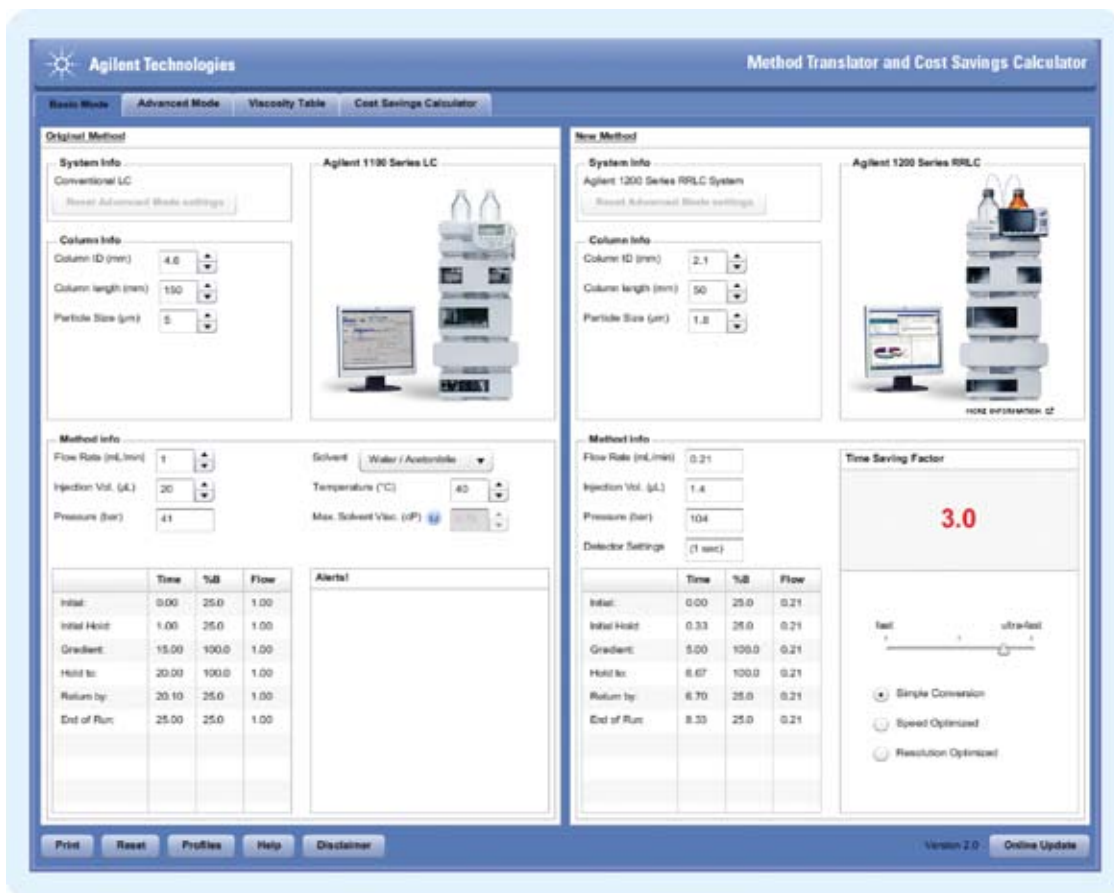 Agilent Technologies
Method Translator and Cost Savings Calculator
Basic Mode Advanced Mode Viscosity Table Cost Savings Calculator
Original Method
System Info
Conventional LC
Reset Advanced Mode settings
Agilent 1100 Series LC
Column Info
Column ID (mm) 4.6
Column length (mm) 150
Particle Size (µm) 5
Method Info
Flow Rate (mL/min) 1
Injection Vol. (µL) 20
Pressure (bar) 41
Solvent Water / Acetonitrile
Temperature (°C) 40
Max. Solvent Visc. (cP)
Time %B Flow
Initial: 0.00 25.0 1.00
Initial Hold: 1.00 25.0 1.00
Gradient: 15.00 100.0 1.00
Hold to: 20.00 100.0 1.00
Return by: 20.10 25.0 1.00
End of Run: 25.00 25.0 1.00
Alerts!
New Method
System Info
Agilent 1200 Series RRLC System
Reset Advanced Mode settings
Agilent 1200 Series RRLC
MORE INFORMATION
Column Info
Column ID (mm) 2.1
Column length (mm) 50
Particle Size (µm) 1.8
Method Info
Flow Rate (mL/min) 0.21
Injection Vol. (µL) 1.4
Pressure (bar) 104
Detector Settings (1 sec)
Time %B Flow
Initial: 0.00 25.0 0.21
Initial Hold: 0.33 25.0 0.21
Gradient: 5.00 100.0 0.21
Hold to: 6.67 100.0 0.21
Return by: 6.70 25.0 0.21
End of Run: 8.33 25.0 0.21
Time Saving Factor
3.0
fast ultra-fast
Simple Conversion
Speed Optimized
Resolution Optimized
Print Reset Profiles Help Disclaimer
Version 2.0 Online Update